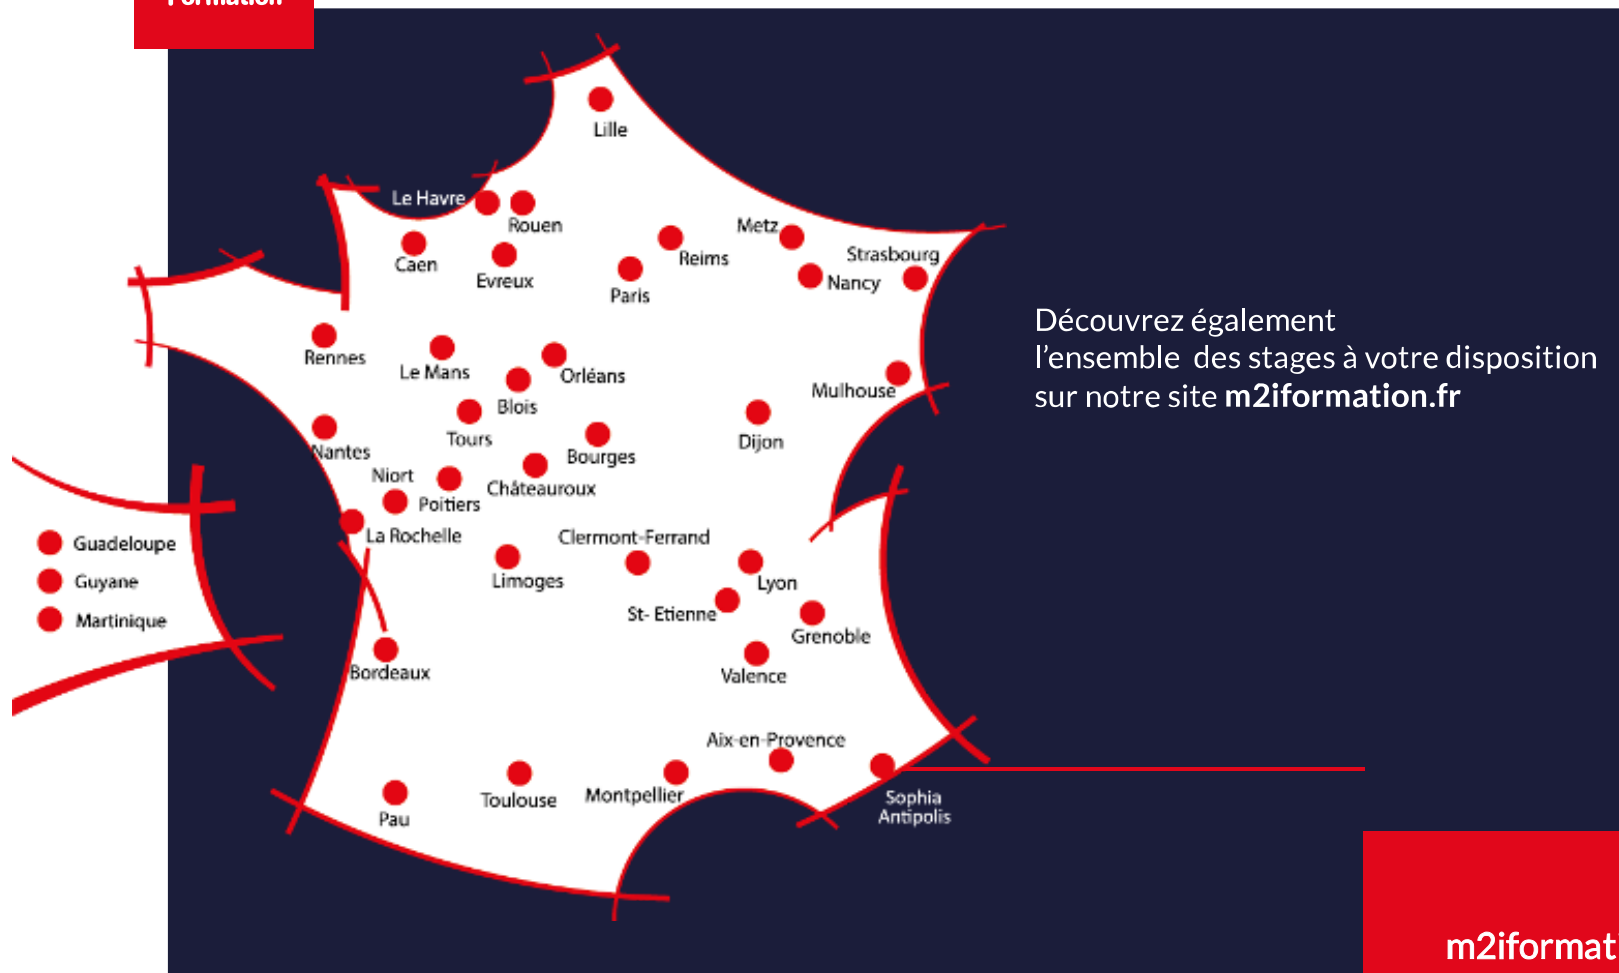 Formation
Lille
Le Havre
Rouen
Caen
Evreux
Paris
Reims
Metz
Nancy
Strasbourg
Rennes
Le Mans
Orléans
Blois
Mulhouse
Découvrez également
l'ensemble des stages à votre disposition
sur notre site m2iformation.fr
Nantes
Tours
Bourges
Dijon
Niort
Poitiers
Châteauroux
La Rochelle
Clermont-Ferrand
Limoges
Lyon
St- Etienne
Grenoble
Valence
Bordeaux
Guadeloupe
Guyane
Martinique
Aix-en-Provence
Pau
Toulouse
Montpellier
Sophia
Antipolis
m2iformati